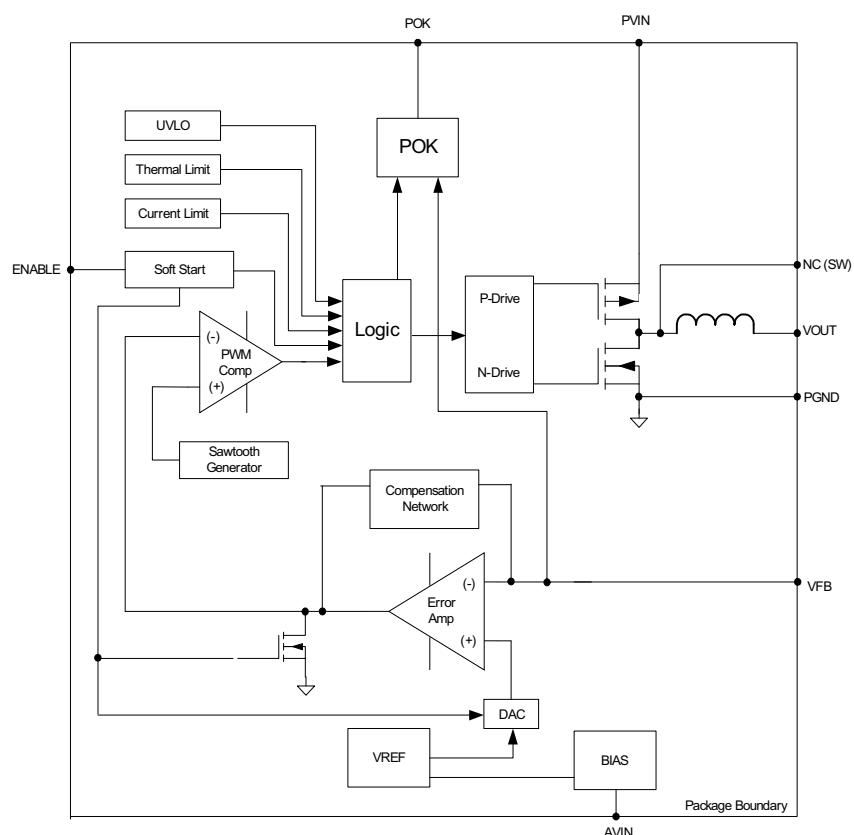 POK
PVIN
UVLO
POK
Thermal Limit
Current Limit
ENABLE
Soft Start
NC (SW)
P-Drive
Logic
VOUT
(-)
PWM
Comp
(+)
N-Drive
PGND
Sawtooth
Generator
Compensation
Network
(-)
VFB
Error
Amp
(+)
DAC
VREF
BIAS
Package Boundary
AVIN